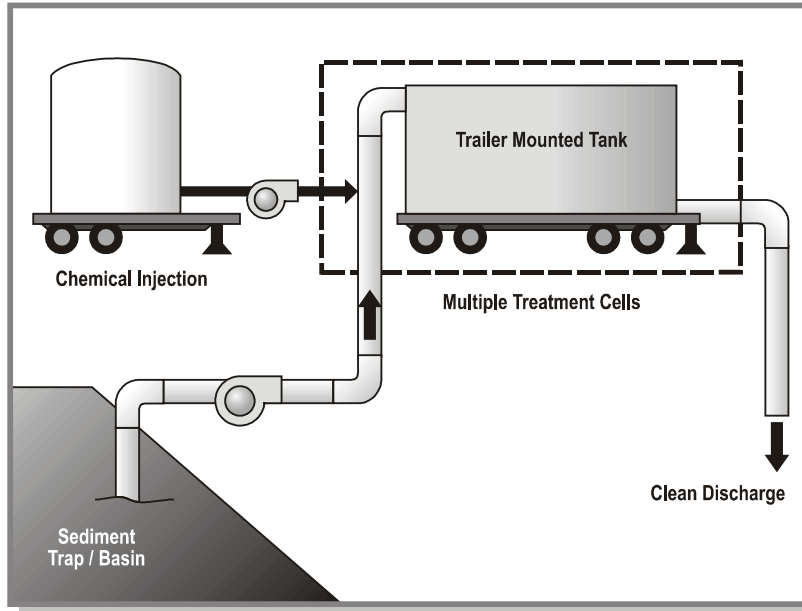 Trailer Mounted Tank
Chemical Injection
Multiple Treatment Cells
Clean Discharge
Sediment
Trap / Basin